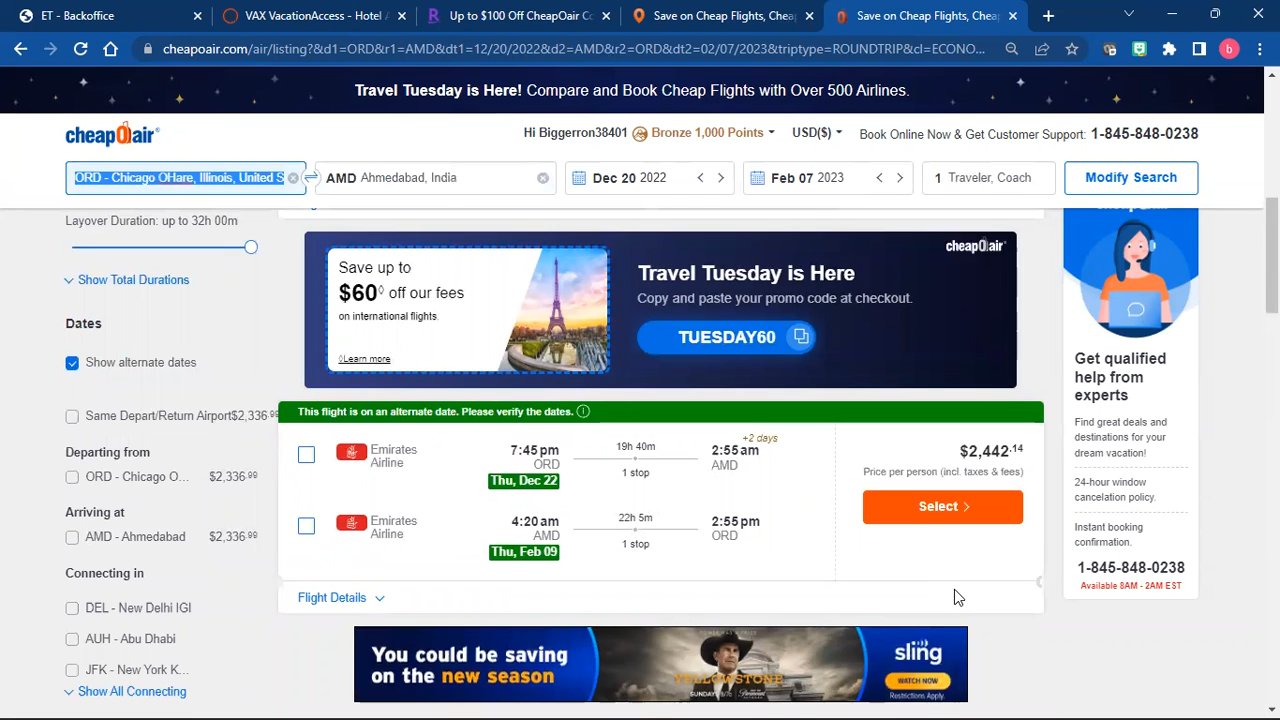 ET - Backoffice
VAX VacationAccess - Hotel A
Up to $100 Off CheapOair Co
Save on Cheap Flights, Cheap
Save on Cheap Flights, Cheap
cheapoair.com/air/listing?&d1=ORD&r1=AMD&dt1=12/20/2022&d2=AMD&r2=ORD&dt2=02/07/2023&triptype=ROUNDTRIP&cl=ECONO...
b
Travel Tuesday is Here! Compare and Book Cheap Flights with Over 500 Airlines.
cheapOair®
Hi Biggerron38401
Bronze 1,000 Points
USD($)
Book Online Now & Get Customer Support: 1-845-848-0238
ORD - Chicago OHare, Illinois, United S
AMD Ahmedabad, India
Dec 20 2022
Feb 07 2023
1 Traveler, Coach
Modify Search
Layover Duration: up to 32h 00m
Show Total Durations
Dates
Show alternate dates
Same Depart/Return Airport $2,336.99
Departing from
ORD - Chicago O... $2,336.99
Arriving at
AMD - Ahmedabad $2,336.99
Connecting in
DEL - New Delhi IGI
AUH - Abu Dhabi
JFK - New York K...
Show All Connecting
Save up to
$60◊ off our fees
on international flights.
◊Learn more
cheapOair®
Travel Tuesday is Here
Copy and paste your promo code at checkout.
TUESDAY60
This flight is on an alternate date. Please verify the dates.
Emirates
Airline
7:45 pm
ORD
Thu, Dec 22
19h 40m
1 stop
+2 days
2:55 am
AMD
Emirates
Airline
4:20 am
AMD
Thu, Feb 09
22h 5m
1 stop
2:55 pm
ORD
$2,442.14
Price per person (incl. taxes & fees)
Select
Flight Details
You could be saving
on the new season
YELLOWSTONE
sling
WATCH NOW
Restrictions Apply.
Get qualified
help from
experts
Find great deals and
destinations for your
dream vacation!
24-hour window
cancelation policy.
Instant booking
confirmation.
1-845-848-0238
Available 8AM - 2AM EST